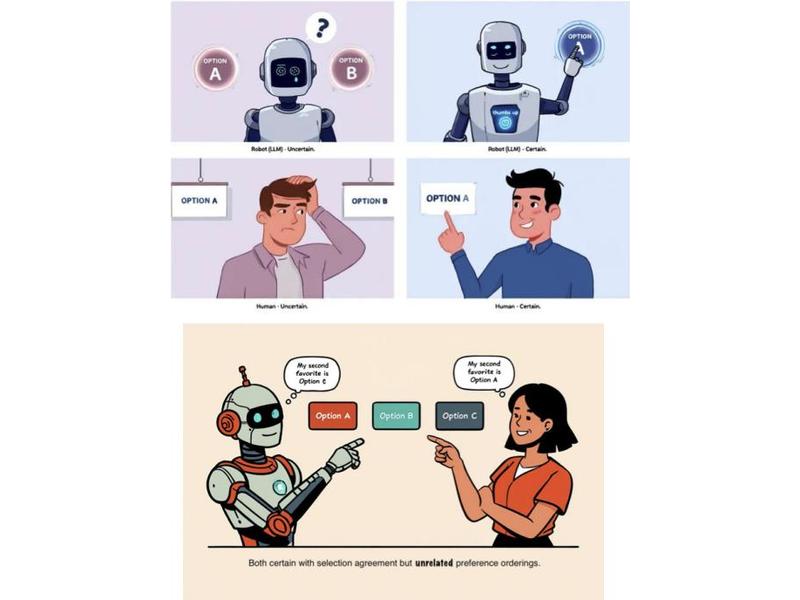 ?
OPTION
A
OPTION
B
Robot (LLM) - Uncertain.
OPTION
A
thumbs up
Robot (LLM) - Certain.
OPTION A
OPTION B
Human - Uncertain.
OPTION A
Human - Certain.
My second
favorite is
Option C
My second
favorite is
Option A
Option A
Option B
Option C
Both certain with selection agreement but unrelated preference orderings.